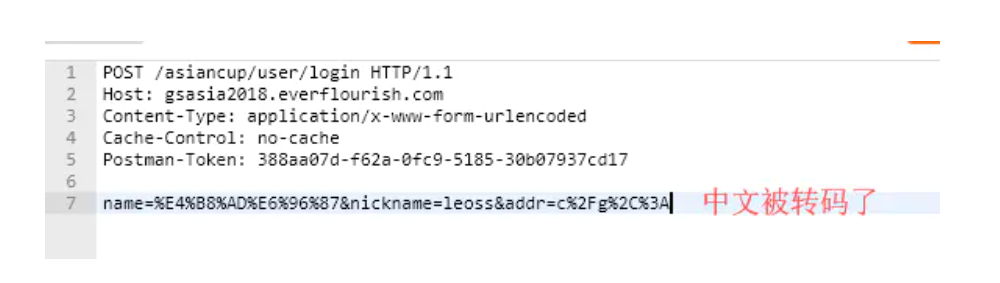 1 POST /asiancup/user/login HTTP/1.1
2 Host: gsasia2018.everflourish.com
3 Content-Type: application/x-www-form-urlencoded
4 Cache-Control: no-cache
5 Postman-Token: 388aa07d-f62a-0fc9-5185-30b07937cd17
6
7 name=%E4%B8%AD%E6%96%87&nickname=leoss&addr=c%2Fg%2C%3A 中文被转码了